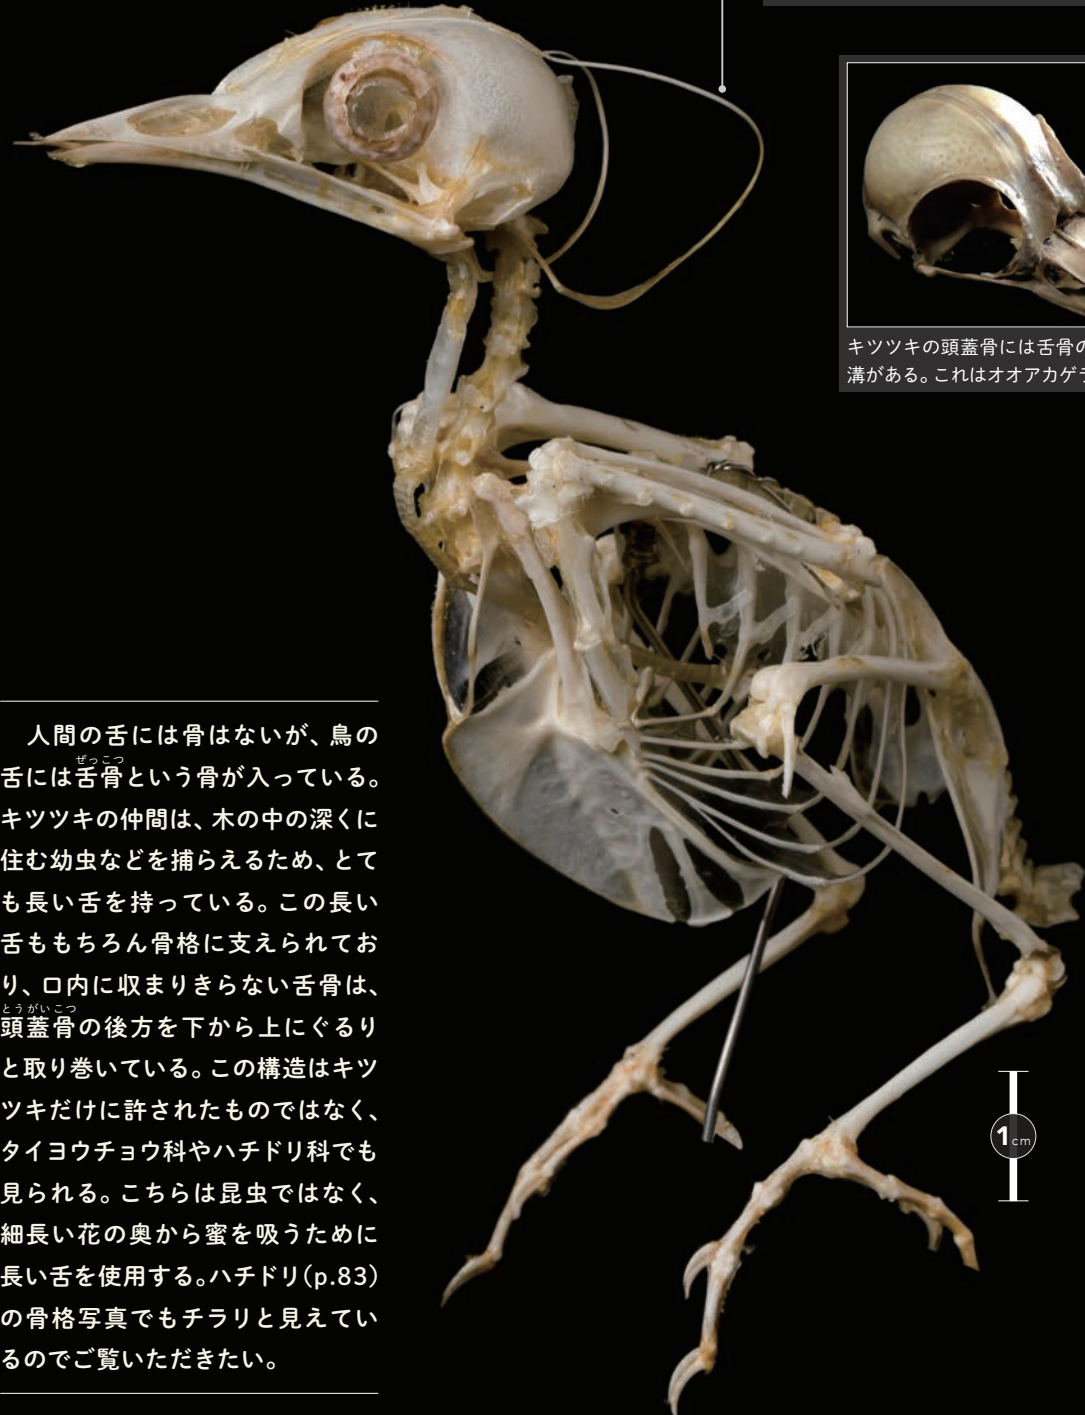 キツツキの頭蓋骨には舌骨の
溝がある。これはオオアカゲラ
人間の舌には骨はないが、鳥の
舌には舌骨という骨が入っている。
ぜっこつ
キツツキの仲間は、木の中の深くに
住む幼虫などを捕らえるため、とて
も長い舌を持っている。この長い
舌ももちろん骨格に支えられてお
り、口内に収まりきらない舌骨は、
とうがいこつ
頭蓋骨の後方を下から上にぐるり
と取り巻いている。この構造はキツ
ツキだけに許されたものではなく、
タイヨウチョウ科やハチドリ科でも
見られる。こちらは昆虫ではなく、
細長い花の奥から蜜を吸うために
長い舌を使用する。ハチドリ(p.83)
の骨格写真でもチラリと見えてい
るのでご覧いただきたい。
1cm